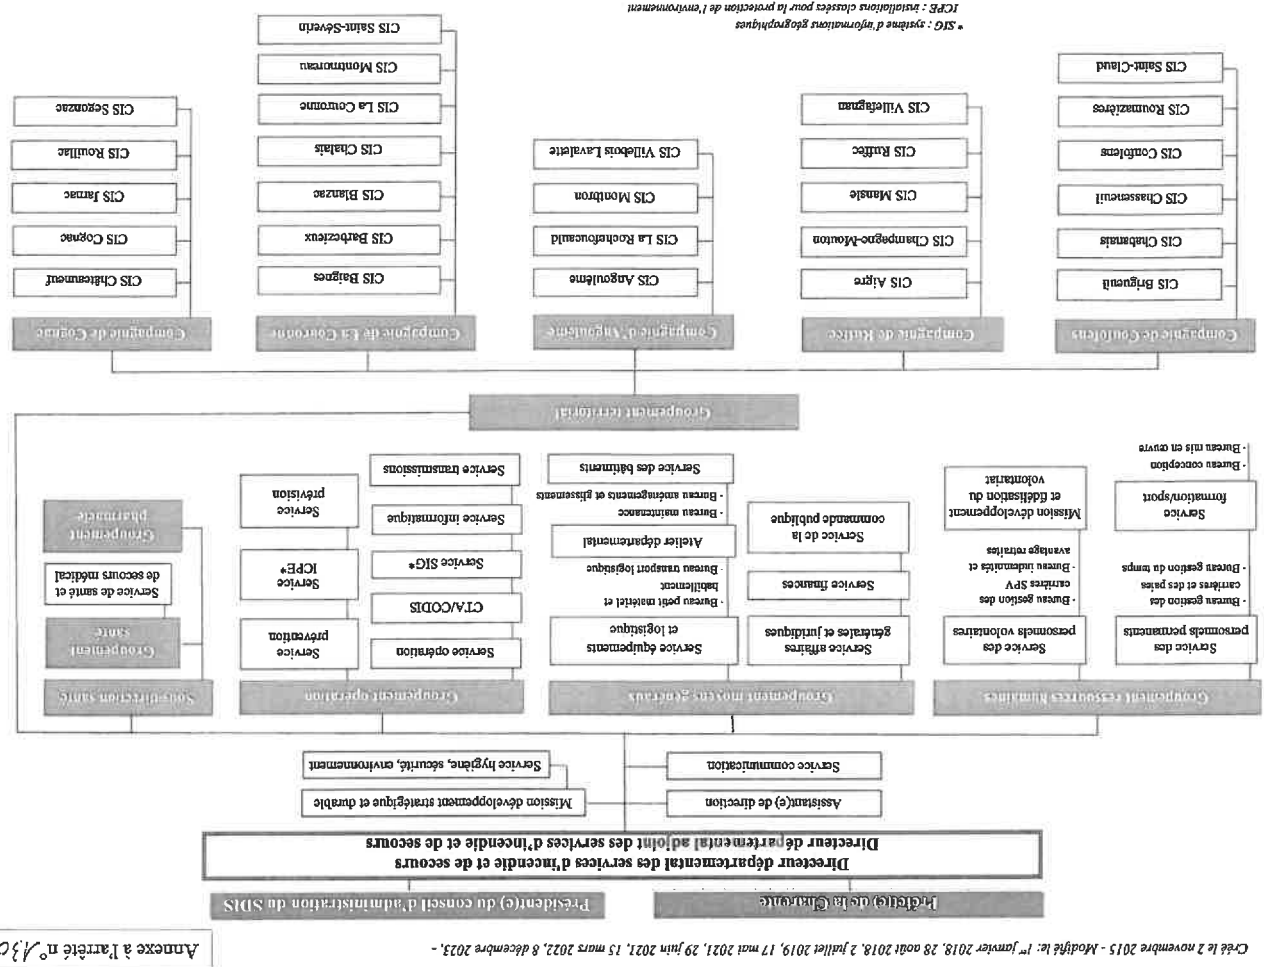 Créé le 2 novembre 2015 - Modifié le: 1er janvier 2018, 28 août 2018, 2 juillet 2019, 17 mai 2021, 29 juin 2021, 15 mars 2022, 8 décembre 2023, -
Annexe à l'arrêté n°
Préfet(e) de la Charente
Président(e) du conseil d'administration du SDIS
Directeur départemental des services d'incendie et de secours
Directeur départemental adjoint des services d'incendie et de secours
Assistant(e) de direction
Mission développement stratégique et durable
Service communication
Service hygiène, sécurité, environnement
Groupement ressources humaines
Service des
personnels permanents
- Bureau gestion des
carrières et des paies
- Bureau gestion du temps
Service
formation/sport
- Bureau conception
- Bureau mis en œuvre
Service des
personnels volontaires
- Bureau gestion des
carrières SPV
- Bureau indemnités et
avantage retraites
Mission développement
et fidélisation du
volontariat
Groupement moyens généraux
Service affaires
générales et juridiques
Service finances
Service de la
commande publique
Service équipements
et logistique
- Bureau petit matériel et
habillement
- Bureau transport logistique
Atelier départemental
- Bureau maintenance
- Bureau aménagements et glissements
Service des bâtiments
Groupement opération
Service opération
CTA/CODIS
Service SIG*
Service informatique
Service transmissions
Service
prévention
Service
ICPE*
Service
prévision
Sous-direction santé
Groupement
santé
Service de santé et
de secours médical
Groupement
pharmacie
Groupement territorial
Compagnie de Confolens
CIS Brigueuil
CIS Chabanais
CIS Chasseneuil
CIS Confolens
CIS Roumazières
CIS Saint-Claud
Compagnie de Ruffec
CIS Aigre
CIS Champagne-Mouton
CIS Mansle
CIS Ruffec
CIS Villefagnan
Compagnie d'Angoulême
CIS Angoulême
CIS La Rochefoucauld
CIS Montbron
CIS Villebois Lavalette
Compagnie de La Couronne
CIS Baignes
CIS Barbezieux
CIS Blanzac
CIS Chalais
CIS La Couronne
CIS Montmoreau
CIS Saint-Séverin
Compagnie de Cognac
CIS Châteauneuf
CIS Cognac
CIS Jarnac
CIS Rouillac
CIS Segonzac
* SIG : système d'informations géographiques
ICPE : installations classées pour la protection de l'environnement